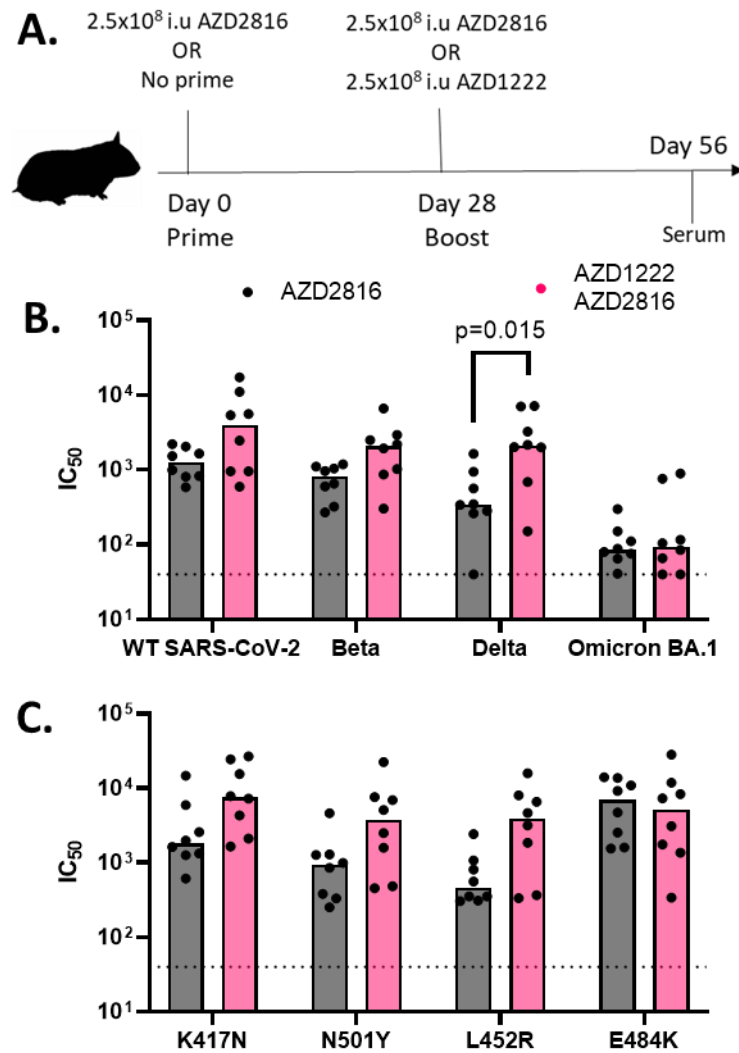 A.
2.5x10⁸ i.u AZD2816
OR
No prime
2.5x10⁸ i.u AZD2816
OR
2.5x10⁸ i.u AZD1222
Day 0
Prime
Day 28
Boost
Day 56
Serum
B.
AZD2816
AZD1222
AZD2816
p=0.015
IC₅₀
10⁵
10⁴
10³
10²
10¹
WT SARS-CoV-2 Beta Delta Omicron BA.1
C.
IC₅₀
10⁵
10⁴
10³
10²
10¹
K417N N501Y L452R E484K